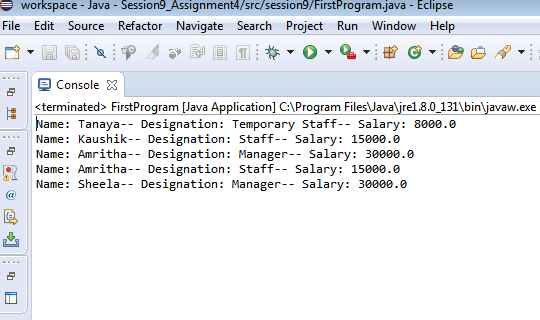 workspace - Java - Session9_Assignment4/src/session9/FirstProgram.java - Eclipse
File Edit Source Refactor Navigate Search Project Run Window Help
Console
<terminated> FirstProgram [Java Application] C:\Program Files\Java\jre1.8.0_131\bin\javaw.exe
Name: Tanaya-- Designation: Temporary Staff-- Salary: 8000.0
Name: Kaushik-- Designation: Staff-- Salary: 15000.0
Name: Amritha-- Designation: Manager-- Salary: 30000.0
Name: Amritha-- Designation: Staff-- Salary: 15000.0
Name: Sheela-- Designation: Manager-- Salary: 30000.0